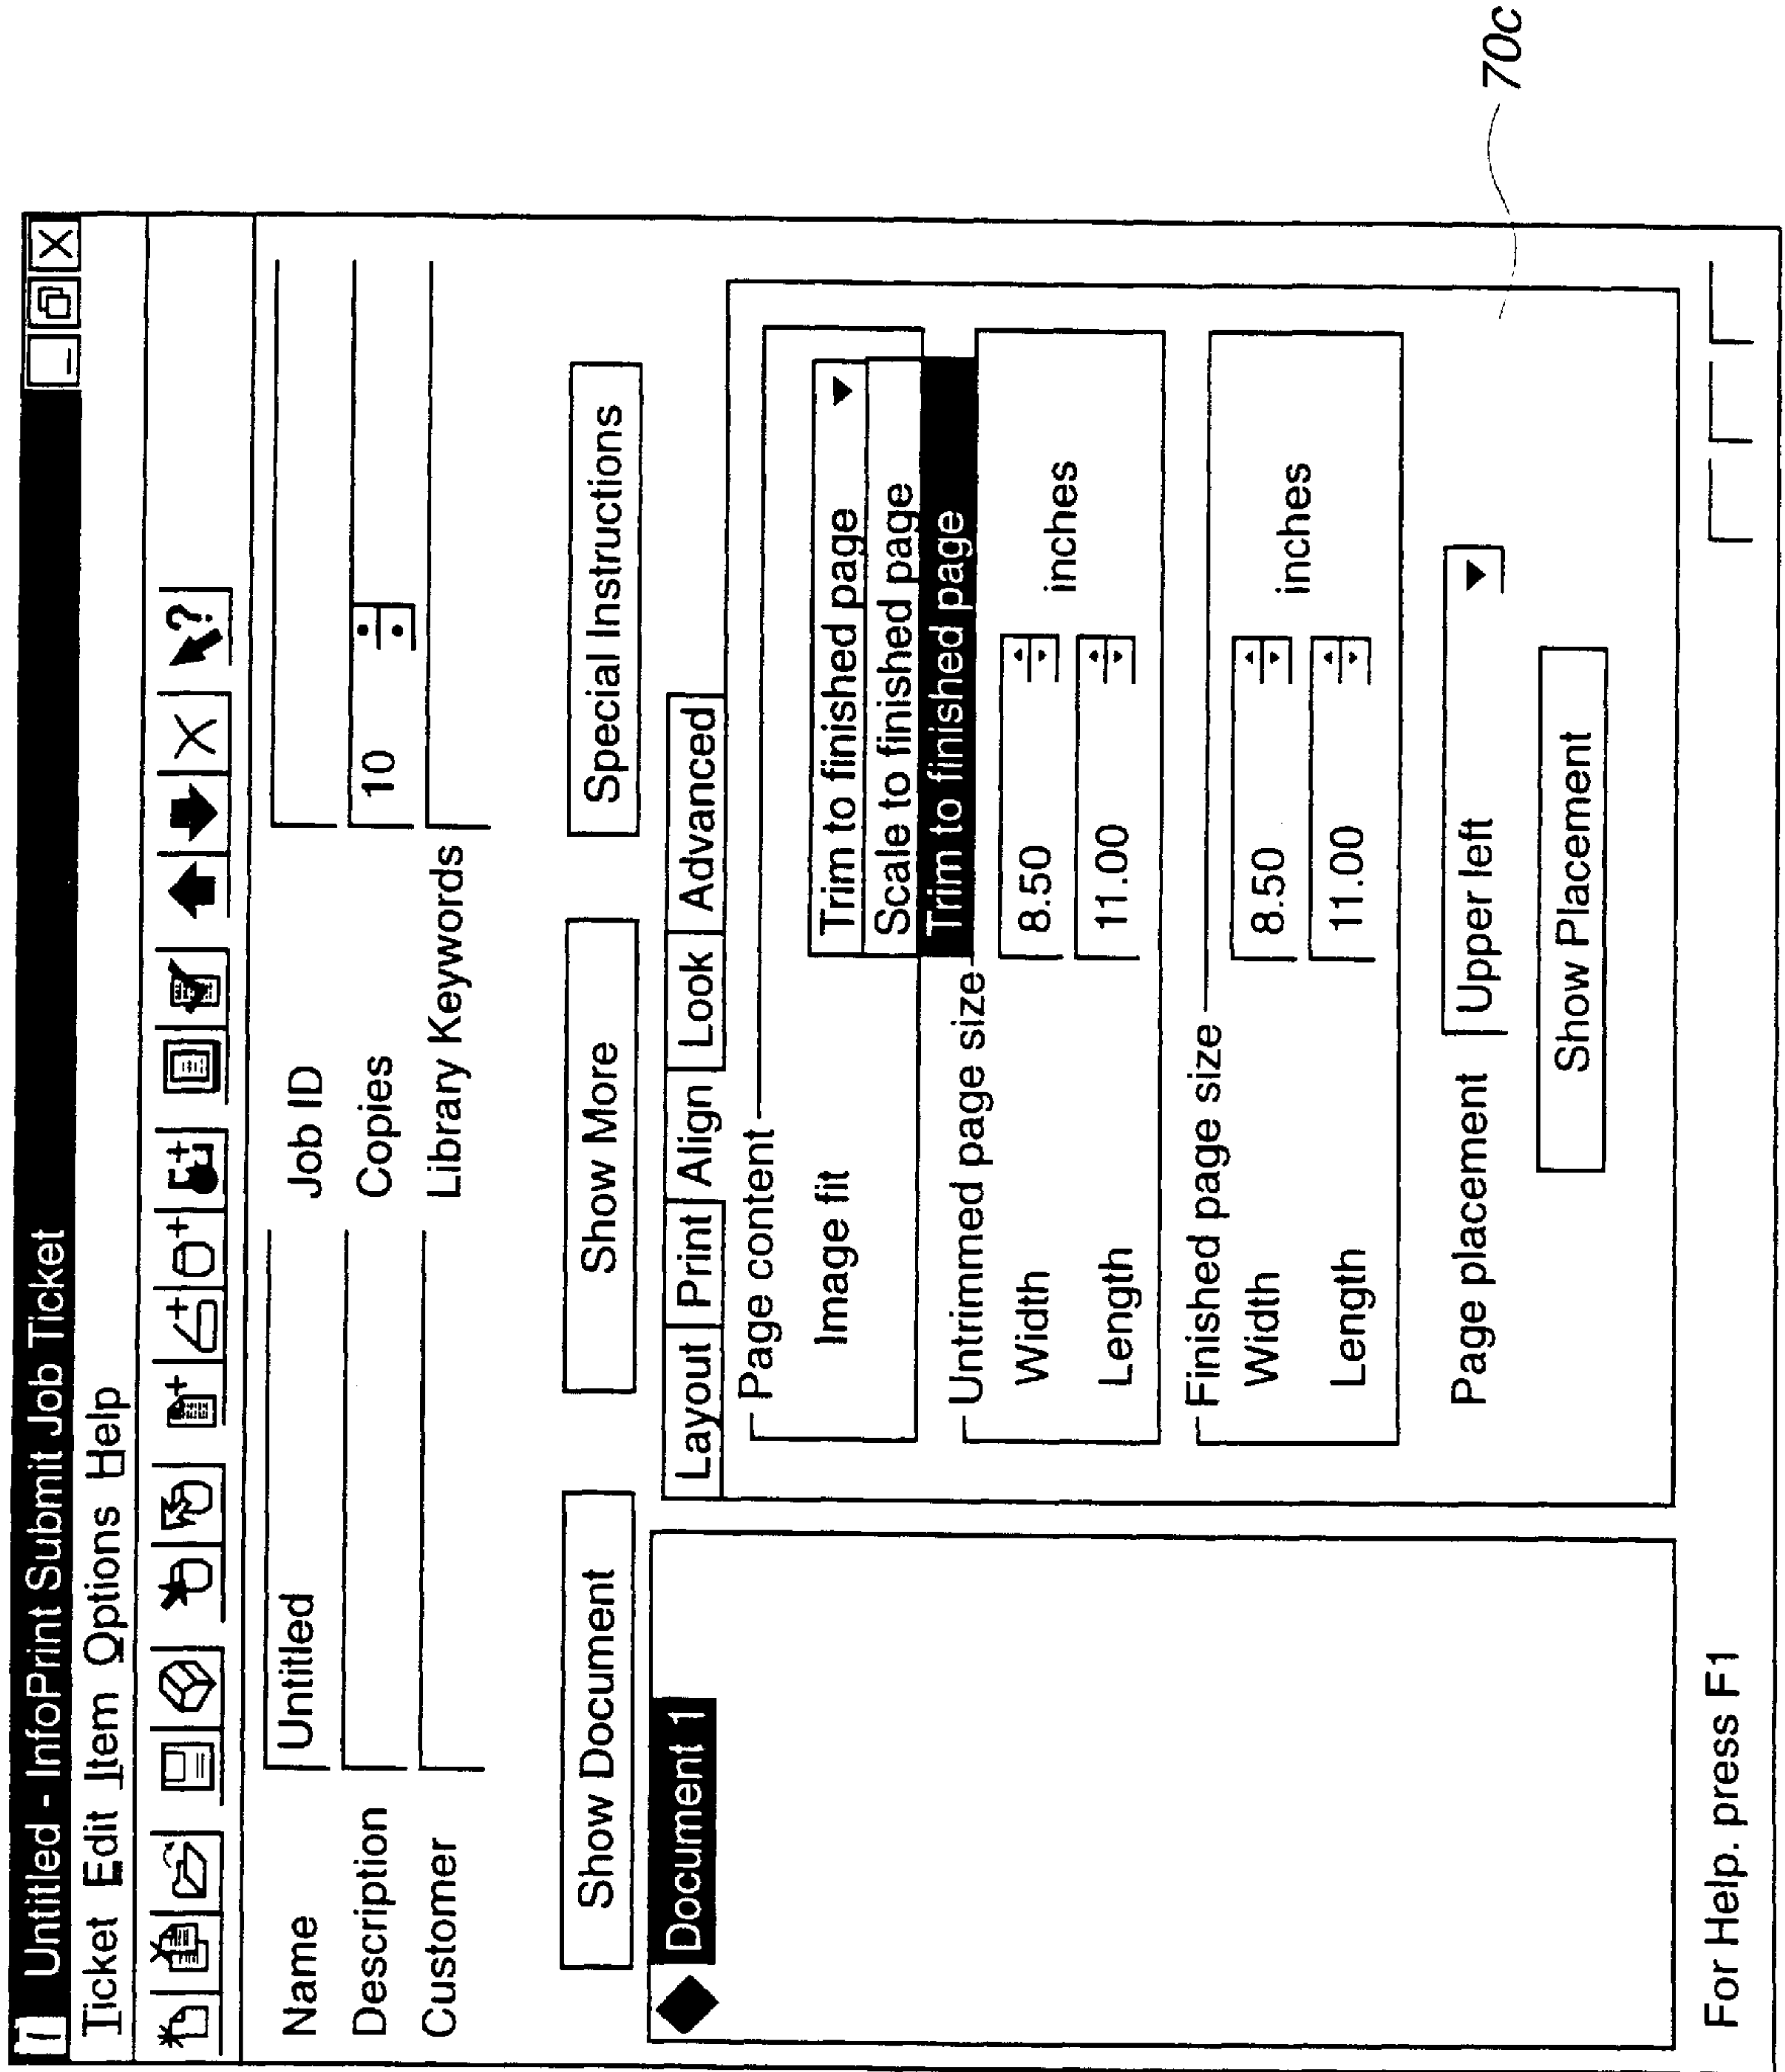 Untitled - InfoPrint Submit Job Ticket
Ticket Edit Item Options Help
Name Untitled Job ID
Description Copies 10
Customer Library Keywords
Show Document Show More Special Instructions
Document 1
Layout Print Align Look Advanced
Page content
Image fit Trim to finished page
Scale to finished page
Trim to finished page
Untrimmed page size
Width 8.50 inches
Length 11.00
Finished page size
Width 8.50 inches
Length 11.00
Page placement Upper left
Show Placement
For Help. press F1
70c